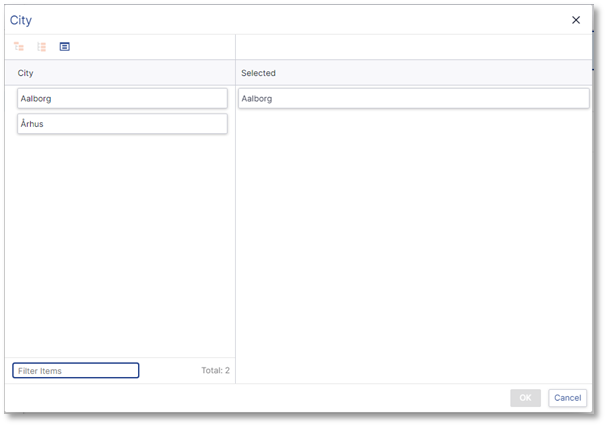 City
City
Selected
Aalborg
Århus
Aalborg
Filter Items
Total: 2
OK
Cancel